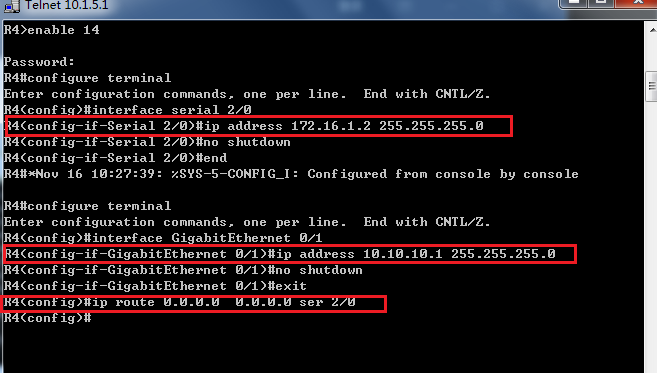 Telnet 10.1.5.1
R4>enable 14
Password:
R4#configure terminal
Enter configuration commands, one per line.  End with CNTL/Z.
R4(config)#interface serial 2/0
R4(config-if-Serial 2/0)#ip address 172.16.1.2 255.255.255.0
R4(config-if-Serial 2/0)#no shutdown
R4(config-if-Serial 2/0)#end
R4#*Nov 16 10:27:39: %SYS-5-CONFIG_I: Configured from console by console
R4#configure terminal
Enter configuration commands, one per line.  End with CNTL/Z.
R4(config)#interface GigabitEthernet 0/1
R4(config-if-GigabitEthernet 0/1)#ip address 10.10.10.1 255.255.255.0
R4(config-if-GigabitEthernet 0/1)#no shutdown
R4(config-if-GigabitEthernet 0/1)#exit
R4(config)#ip route 0.0.0.0  0.0.0.0 ser 2/0
R4(config)#